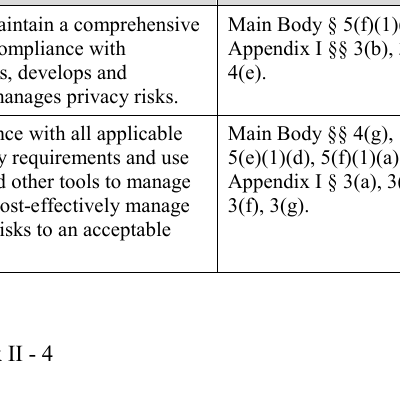 aintain a comprehensive
ompliance with
s, develops and
nanages privacy risks.
Main Body § 5(f)(1)
Appendix I §§ 3(b),
4(e).
nce with all applicable
y requirements and use
d other tools to manage
ost-effectively manage
isks to an acceptable
Main Body §§ 4(g),
5(e)(1)(d), 5(f)(1)(a)
Appendix I § 3(a), 3(
3(f), 3(g).
II - 4